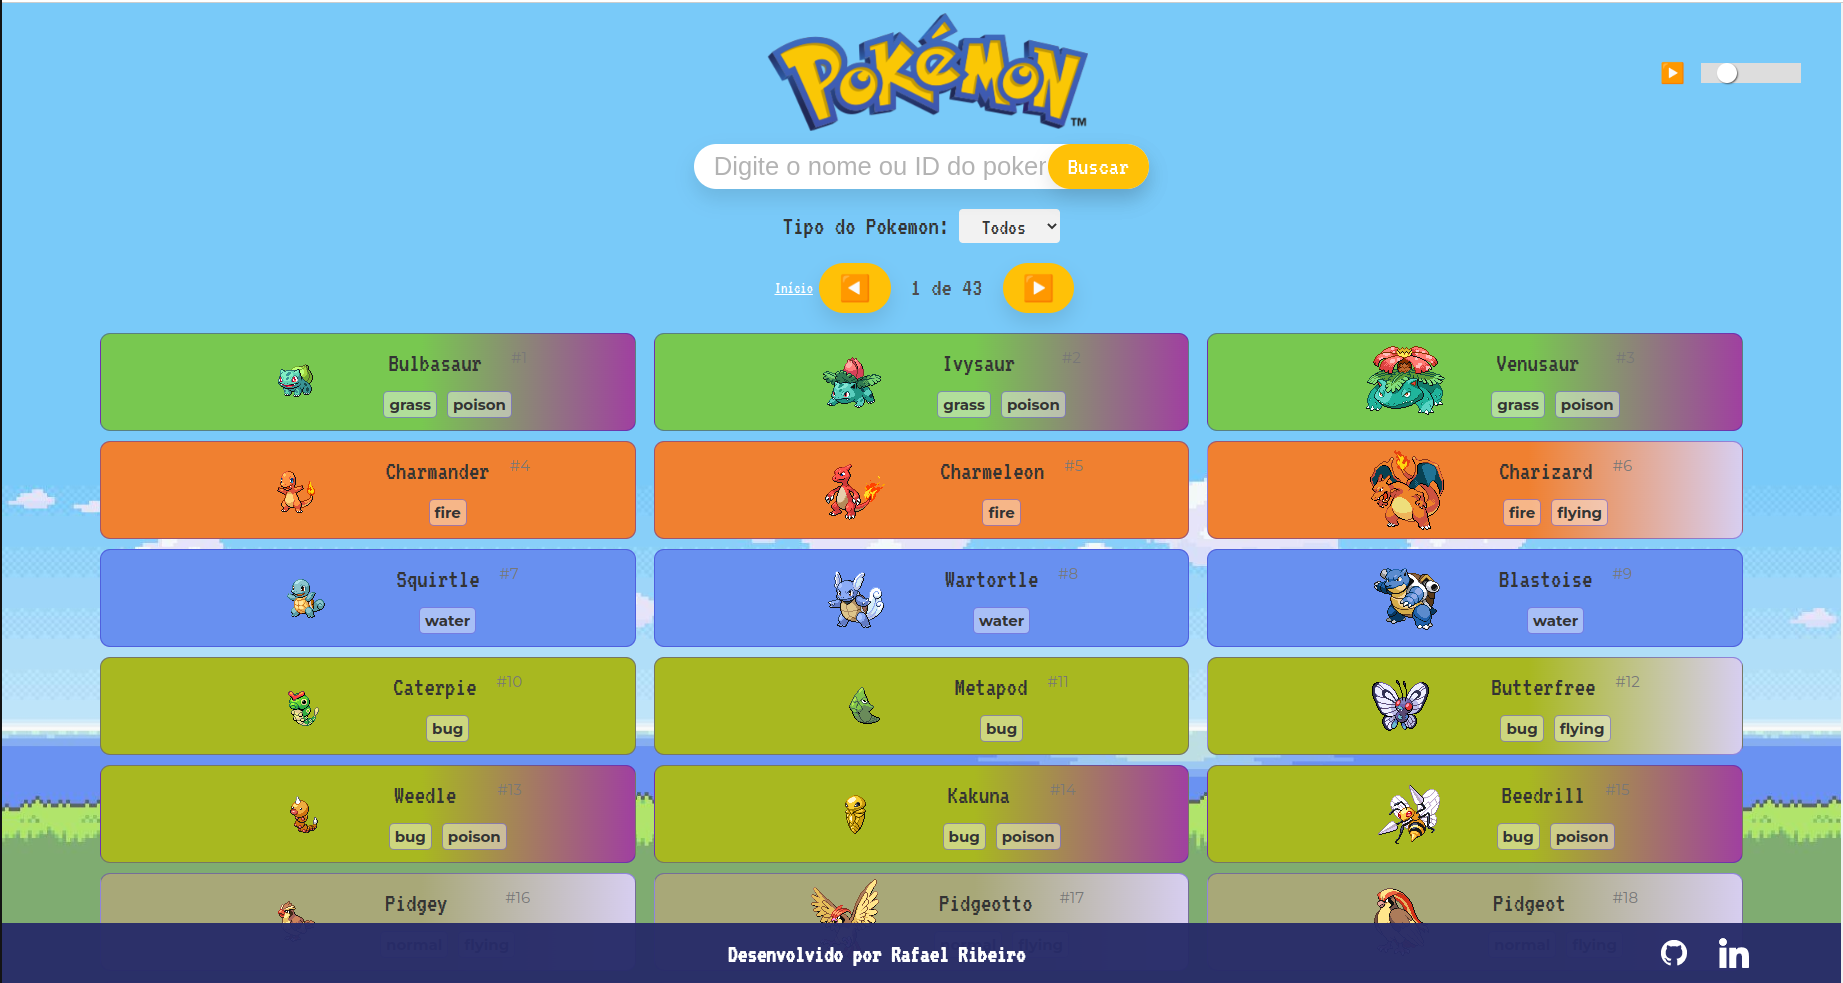 POKéMON
TM
Digite o nome ou ID do poker
Buscar
Tipo do Pokemon: Todos
Início
1 de 43
Bulbasaur #1
grass poison
Ivysaur #2
grass poison
Venusaur #3
grass poison
Charmander #4
fire
Charmeleon #5
fire
Charizard #6
fire flying
Squirtle #7
water
Wartortle #8
water
Blastoise #9
water
Caterpie #10
bug
Metapod #11
bug
Butterfree #12
bug flying
Weedle #13
bug poison
Kakuna #14
bug poison
Beedrill #15
bug poison
Pidgey #16
normal flying
Pidgeotto #17
flying
Pidgeot #18
normal flying
Desenvolvido por Rafael Ribeiro
in